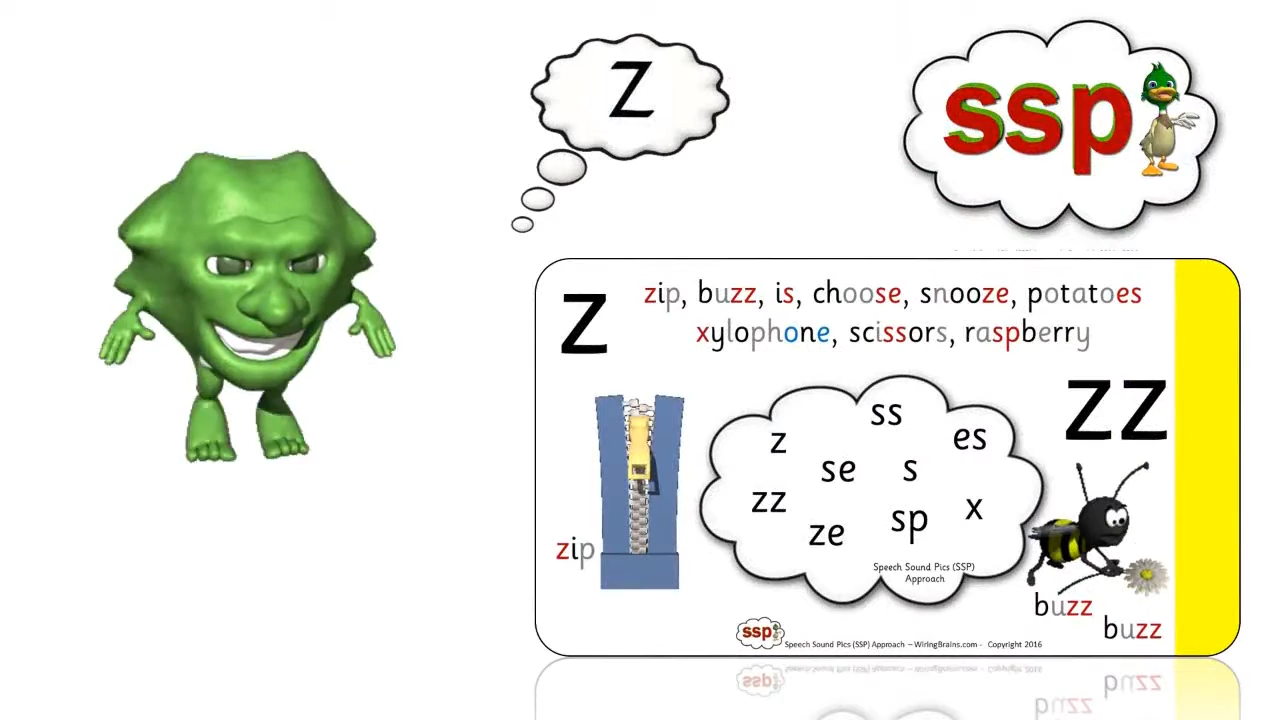 z
ssp
z
zip, buzz, is, choose, snooze, potatoes
xylophone, scissors, raspberry
zz
z
ss
es
se
s
zz
ze
sp
x
Speech Sound Pics (SSP)
Approach
zip
buzz
buzz
ssp
Speech Sound Pics (SSP) Approach – WiringBrains.com - Copyright 2016